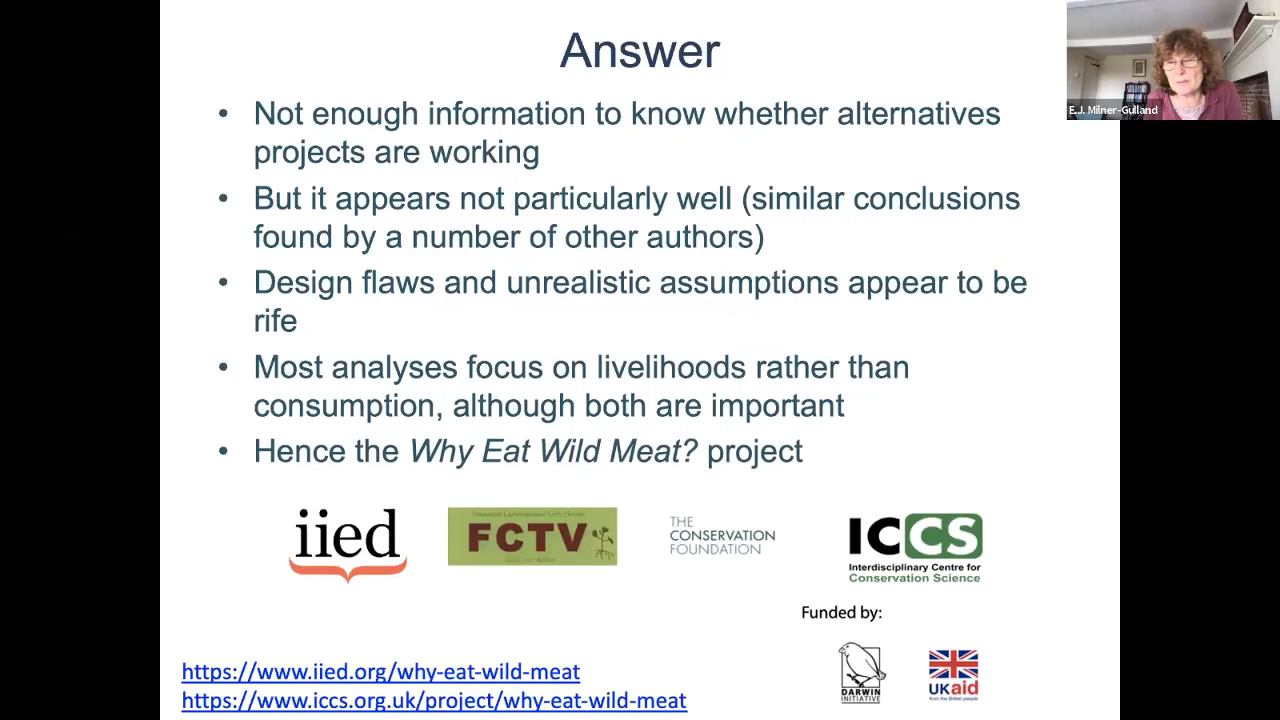 Answer
E.J. Milner-Gulland
• Not enough information to know whether alternatives
projects are working
• But it appears not particularly well (similar conclusions
found by a number of other authors)
• Design flaws and unrealistic assumptions appear to be
rife
• Most analyses focus on livelihoods rather than
consumption, although both are important
• Hence the Why Eat Wild Meat? project
iied
FCTV
THE
CONSERVATION
FOUNDATION
ICCS
Interdisciplinary Centre for
Conservation Science
Funded by:
DARWIN
INITIATIVE
UKaid
from the British people
https://www.iied.org/why-eat-wild-meat
https://www.iccs.org.uk/project/why-eat-wild-meat